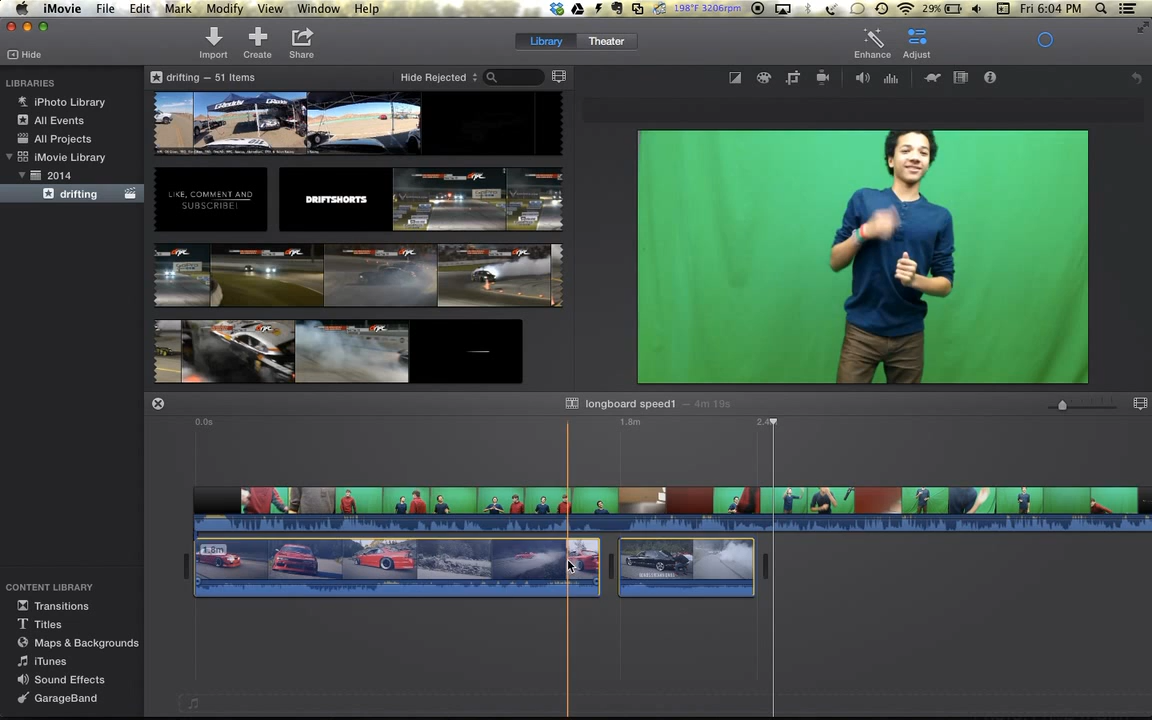 iMovie File Edit Mark Modify View Window Help 198°F 3206rpm 29% Fri 6:04 PM
Hide Import Create Share Library Theater Enhance Adjust
LIBRARIES
iPhoto Library
All Events
All Projects
iMovie Library
2014
drifting
drifting — 51 Items Hide Rejected
GReddy
LIKE, COMMENT AND
SUBSCRIBE!
DRIFTSHORTS
longboard speed1 — 4m 19s
0.0s 1.8m
1.8m
CONTENT LIBRARY
Transitions
Titles
Maps & Backgrounds
iTunes
Sound Effects
GarageBand